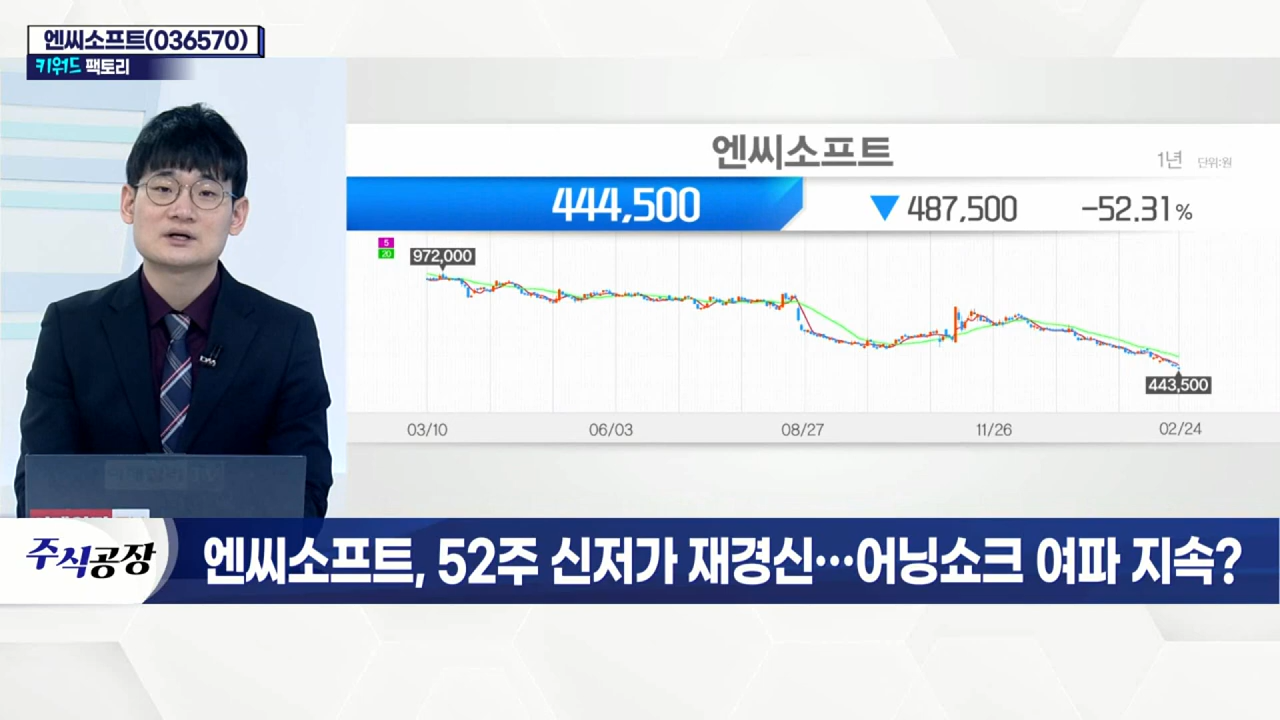 엔씨소프트(036570)
키워드 팩토리
엔씨소프트
1년 단위:원
444,500 ▼487,500 -52.31%
5
20
972,000
443,500
03/10 06/03 08/27 11/26 02/24
주식공장
엔씨소프트, 52주 신저가 재경신…어닝쇼크 여파 지속?